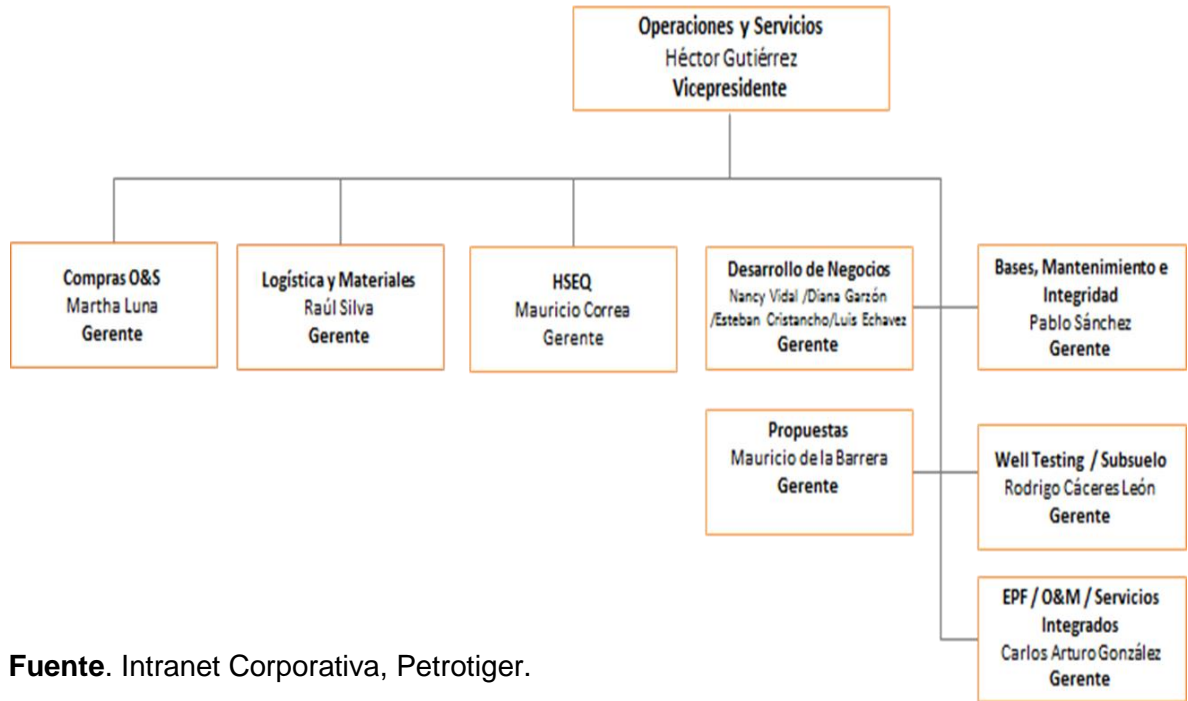 Operaciones y Servicios
Héctor Gutiérrez
Vicepresidente
Compras O&S
Martha Luna
Gerente
Logística y Materiales
Raúl Silva
Gerente
HSEQ
Mauricio Correa
Gerente
Desarrollo de Negocios
Nancy Vidal /Diana Garzón
/Esteban Cristancho/Luis Echavez
Gerente
Bases, Mantenimiento e
Integridad
Pablo Sánchez
Gerente
Propuestas
Mauricio de la Barrera
Gerente
Well Testing / Subsuelo
Rodrigo Cáceres León
Gerente
EPF / O&M / Servicios
Integrados
Carlos Arturo González
Gerente
Fuente. Intranet Corporativa, Petrotiger.